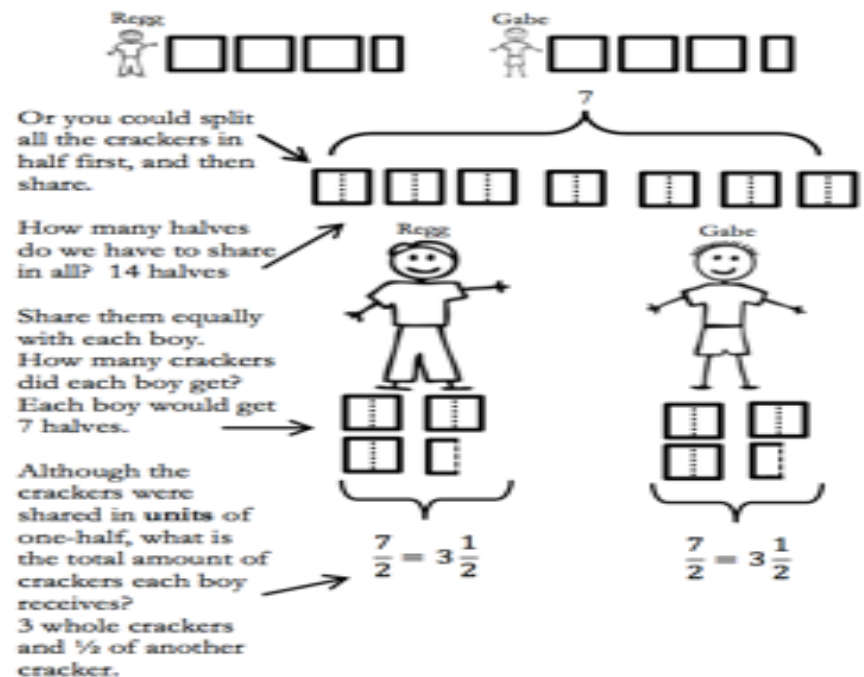 Regg
Gabe
Or you could split
all the crackers in
half first, and then
share.
7
How many halves
do we have to share
in all? 14 halves
Regg
Gabe
Share them equally
with each boy.
How many crackers
did each boy get?
Each boy would get
7 halves.
Although the
crackers were
shared in units of
one-half, what is
the total amount of
crackers each boy
receives?
3 whole crackers
and ½ of another
cracker.
7/2 = 3 1/2
7/2 = 3 1/2